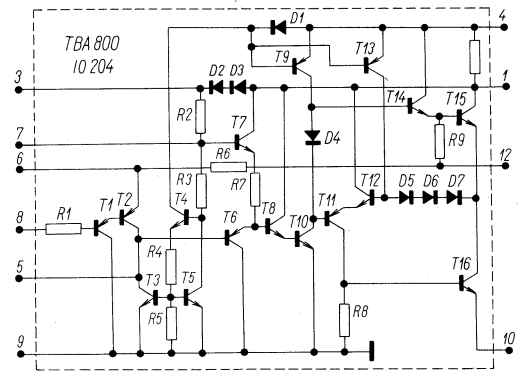 D1
4
TBA 800
IO 204
T9
T13
3
D2 D3
1
T14
T15
R2
7
T7
D4
R9
6
R6
12
R3
R7
T1 T2
T4
T12
D5 D6 D7
8
R1
T6
T8
T10
T11
5
R4
T3
T5
T16
R5
R8
9
10